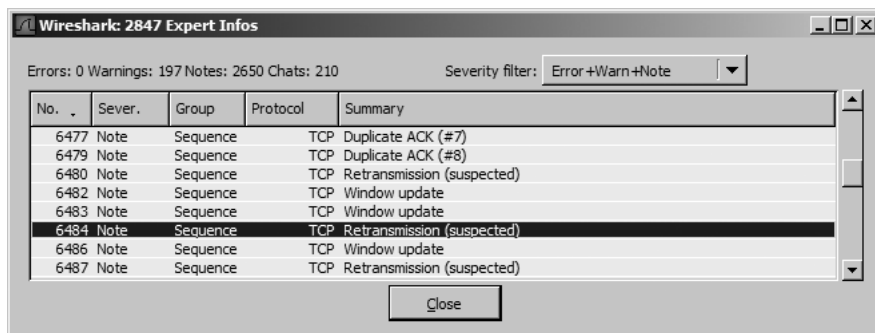 Wireshark: 2847 Expert Infos
Errors: 0 Warnings: 197 Notes: 2650 Chats: 210 Severity filter: Error+Warn+Note
No. Sever. Group Protocol Summary
6477 Note Sequence TCP Duplicate ACK (#7)
6479 Note Sequence TCP Duplicate ACK (#8)
6480 Note Sequence TCP Retransmission (suspected)
6482 Note Sequence TCP Window update
6483 Note Sequence TCP Window update
6484 Note Sequence TCP Retransmission (suspected)
6486 Note Sequence TCP Window update
6487 Note Sequence TCP Retransmission (suspected)
Close